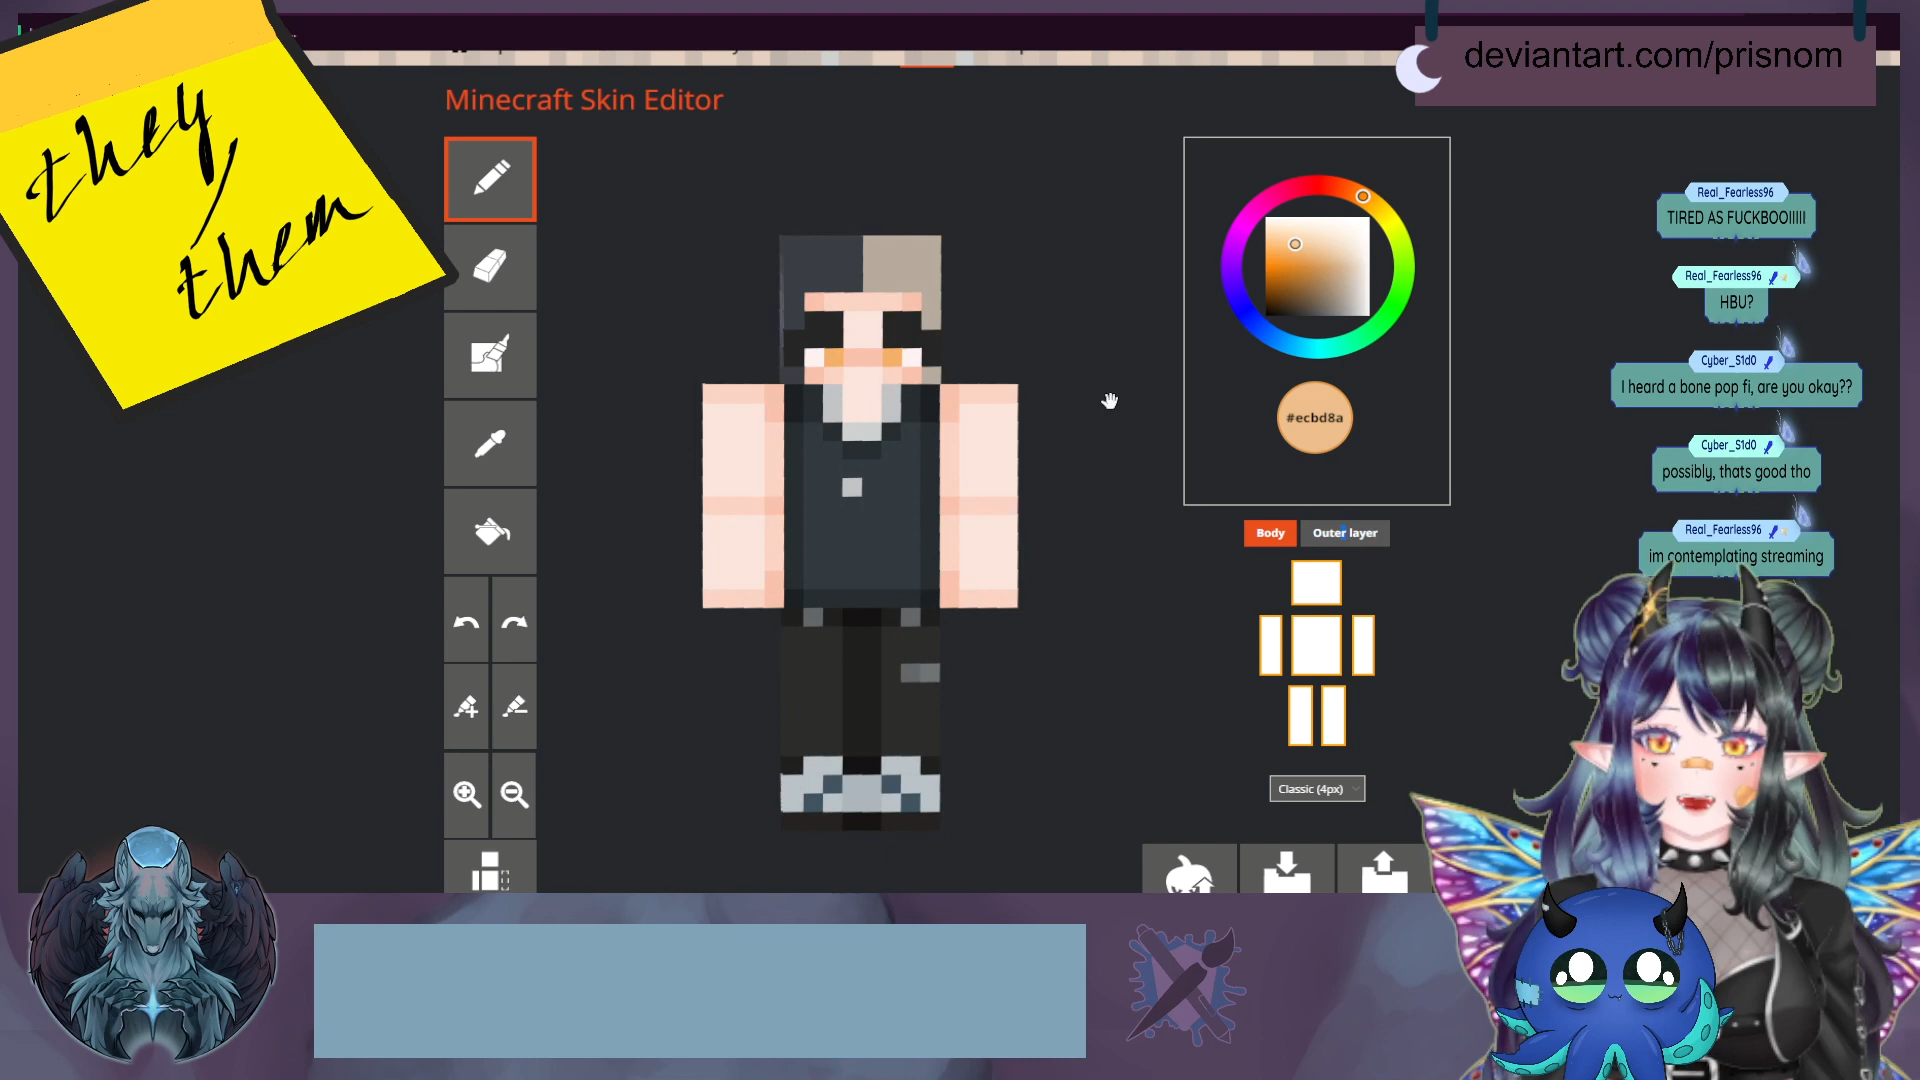 they
/
them
deviantart.com/prisnom
Minecraft Skin Editor
#ecbd8a
Body
Outer layer
Classic (4px)
Real_Fearless96
TIRED AS FUCKBOOIIIII
Real_Fearless96
HBU?
Cyber_S1d0
I heard a bone pop fi, are you okay??
Cyber_S1d0
possibly, thats good tho
Real_Fearless96
im contemplating streaming